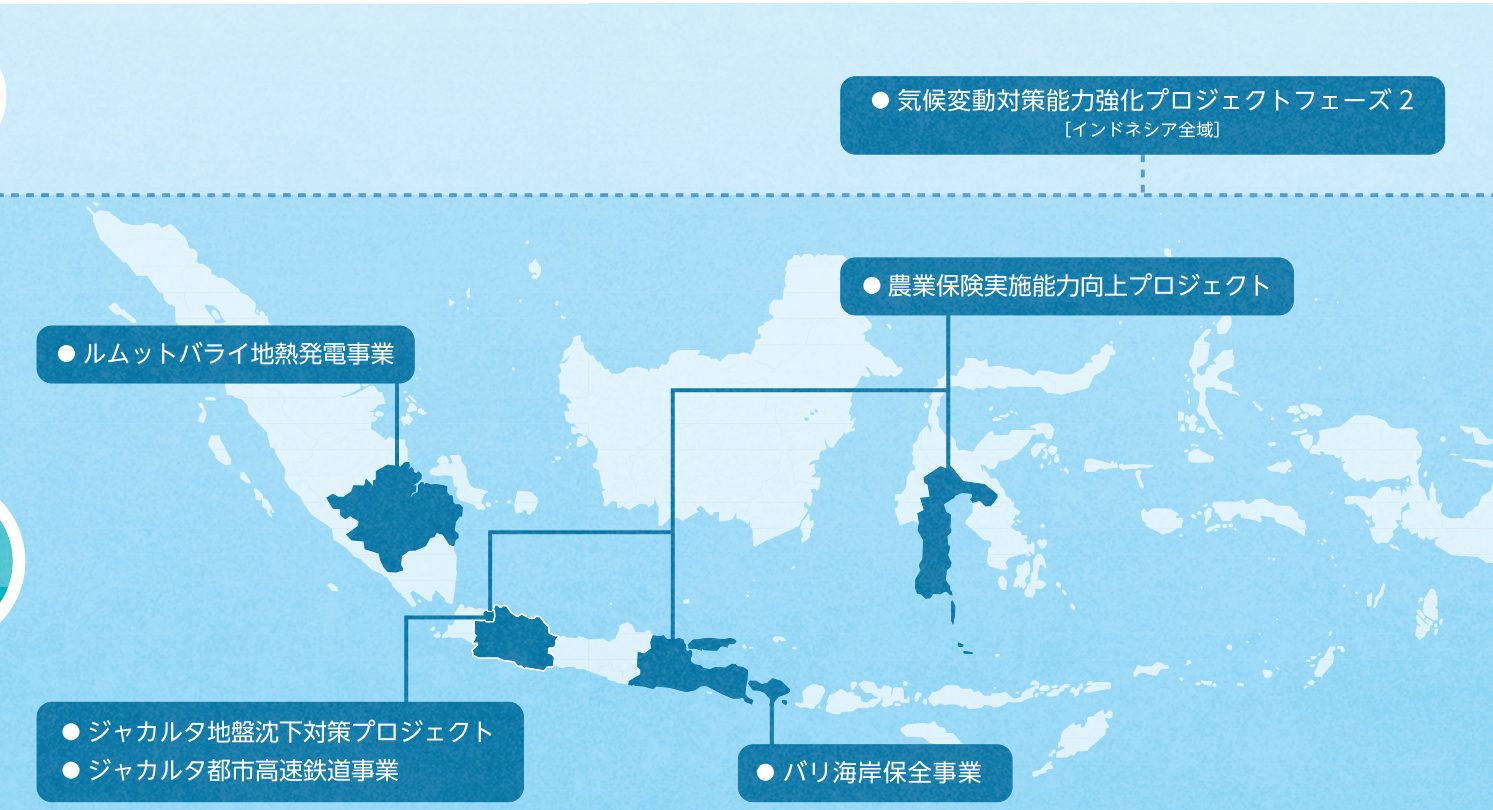 ● 気候変動対策能力強化プロジェクトフェーズ 2
[インドネシア全域]
● 農業保険実施能力向上プロジェクト
● ルムットバライ地熱発電事業
● ジャカルタ地盤沈下対策プロジェクト
● ジャカルタ都市高速鉄道事業
● バリ海岸保全事業